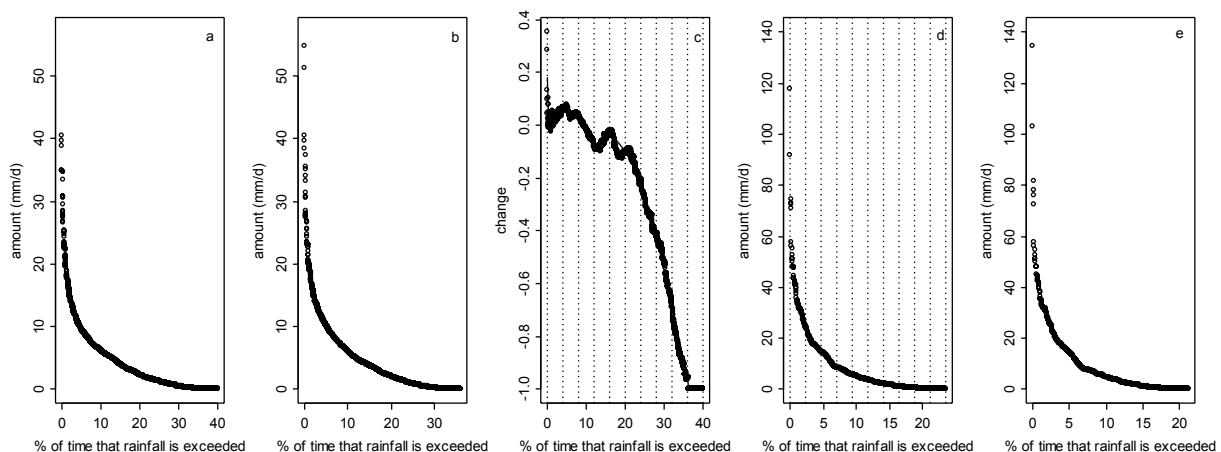 a
amount (mm/d)
0 10 20 30 40 50
0 10 20 30 40
% of time that rainfall is exceeded
b
amount (mm/d)
0 10 20 30 40 50
0 10 20 30
% of time that rainfall is exceeded
c
change
-1.0 -0.8 -0.6 -0.4 -0.2 0.0 0.2 0.4
0 10 20 30 40
% of time that rainfall is exceeded
d
amount (mm/d)
0 20 40 60 80 100 120 140
0 5 10 15 20
% of time that rainfall is exceeded
e
amount (mm/d)
0 20 40 60 80 100 120 140
0 5 10 15 20
% of time that rainfall is exceeded